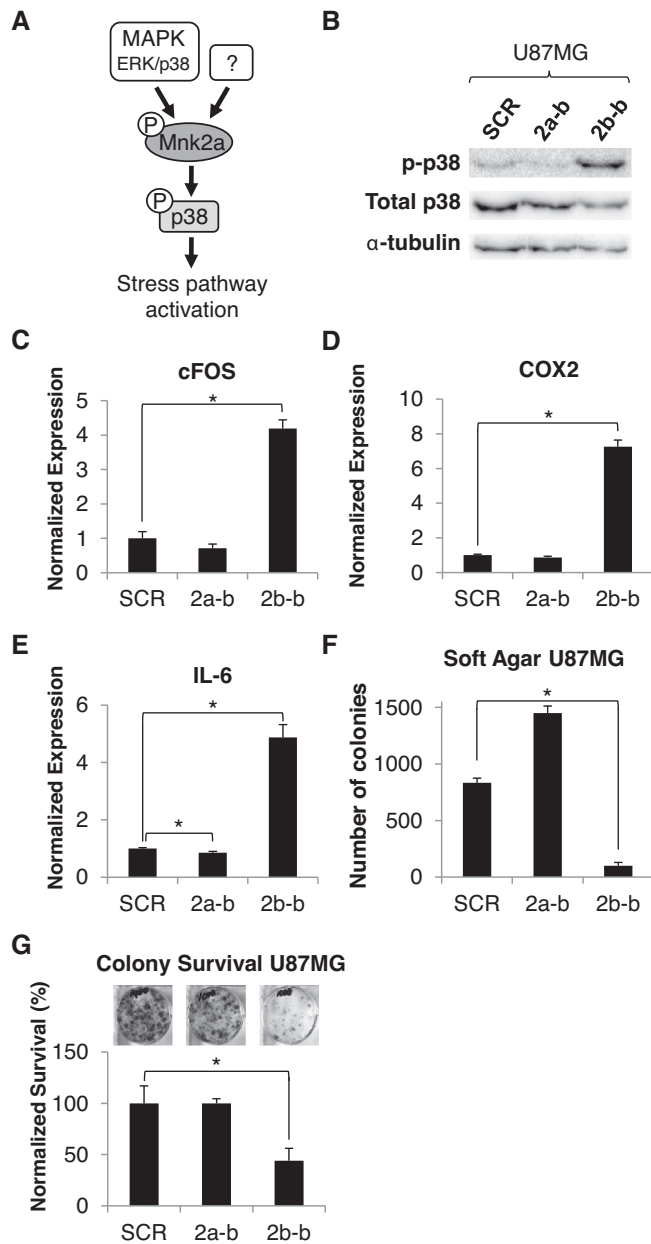 A
MAPK
ERK/p38
?
P
Mnk2a
P
p38
Stress pathway
activation
B
U87MG
SCR 2a-b 2b-b
p-p38
Total p38
α-tubulin
C
cFOS
Normalized Expression
5
4
3
2
1
0
*
SCR 2a-b 2b-b
D
COX2
Normalized Expression
10
8
6
4
2
0
*
SCR 2a-b 2b-b
E
IL-6
Normalized Expression
6
4
2
0
*
*
SCR 2a-b 2b-b
F
Soft Agar U87MG
Number of colonies
1500
1000
500
0
*
SCR 2a-b 2b-b
G
Colony Survival U87MG
Normalized Survival (%)
150
100
50
0
*
SCR 2a-b 2b-b